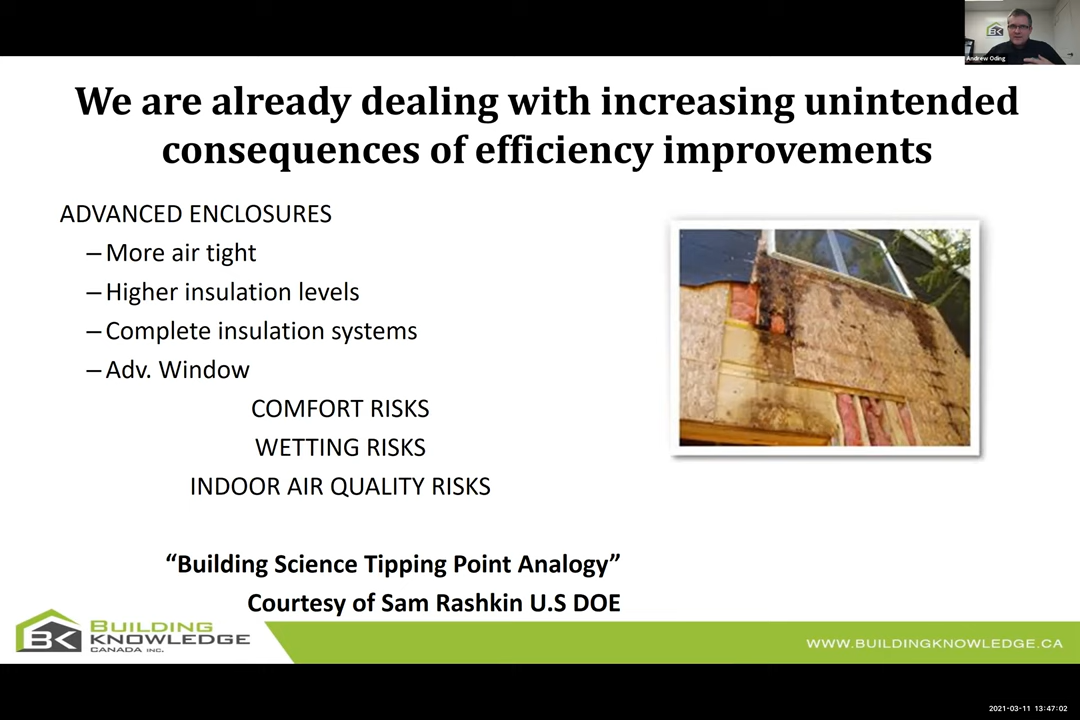 We are already dealing with increasing unintended
consequences of efficiency improvements
ADVANCED ENCLOSURES
–More air tight
–Higher insulation levels
–Complete insulation systems
–Adv. Window
COMFORT RISKS
WETTING RISKS
INDOOR AIR QUALITY RISKS
“Building Science Tipping Point Analogy”
Courtesy of Sam Rashkin U.S DOE
BK
BUILDING
KNOWLEDGE
CANADA INC.
WWW.BUILDINGKNOWLEDGE.CA
BK
Andrew Oding
2021-03-11 13:47:02